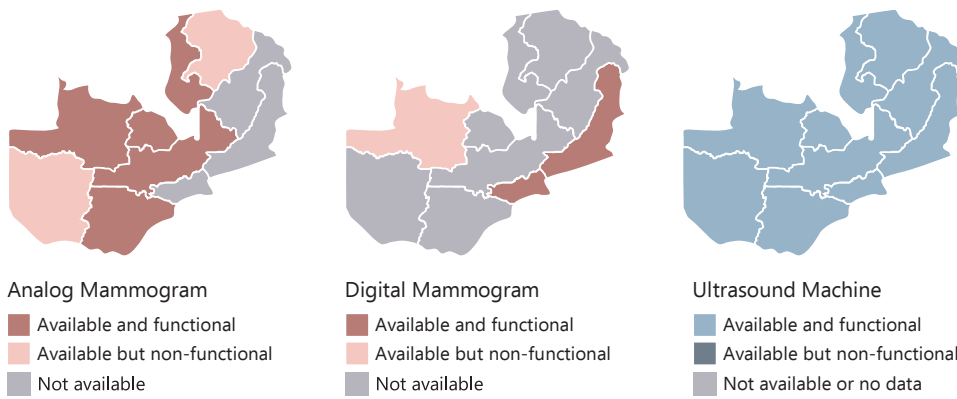 Analog Mammogram
Available and functional
Available but non-functional
Not available
Digital Mammogram
Available and functional
Available but non-functional
Not available
Ultrasound Machine
Available and functional
Available but non-functional
Not available or no data